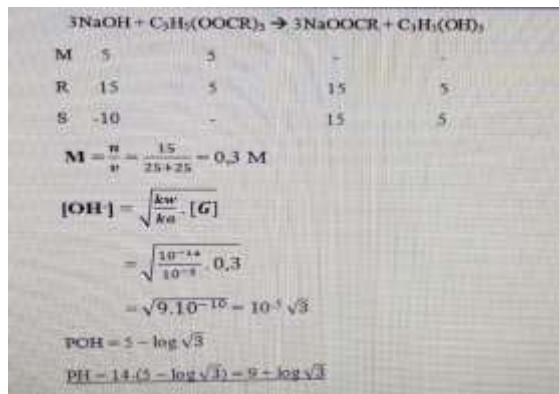 3NaOH + C₃H₅(OOCR)₃ → 3NaOOCR + C₃H₅(OH)₃
M 5 5 - -
R 15 5 15 5
S -10 - 15 5
M = n/v = 15/25+25 = 0,3 M
[OH-] = √kw/ka . [G]
= √10⁻¹⁴/10⁻⁵ . 0,3
= √9.10⁻¹⁰ = 10⁻⁵ √3
POH = 5 – log √3
PH = 14-(5 – log √3) = 9 + log √3